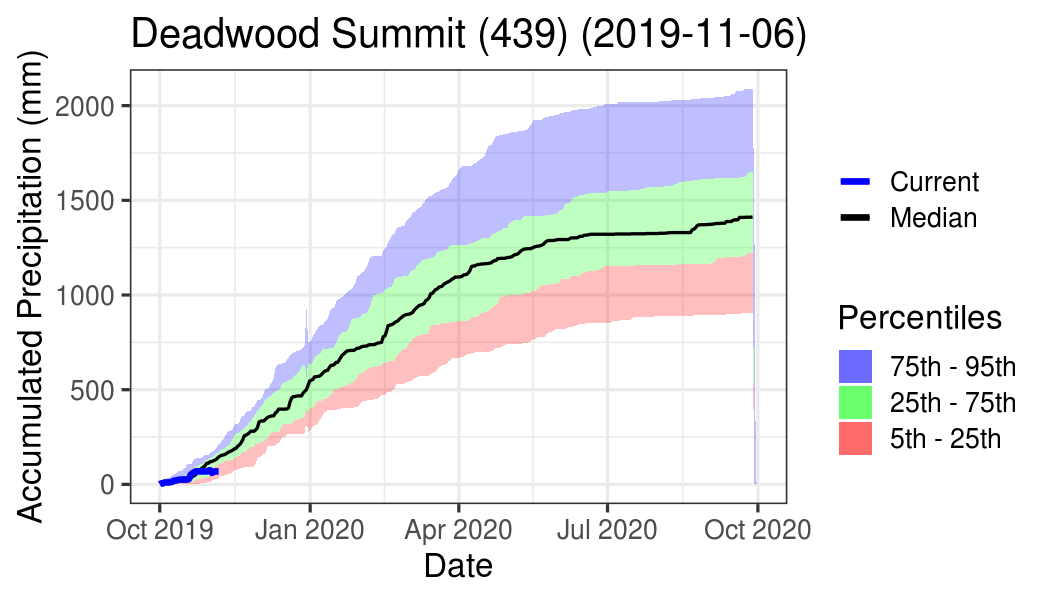 Deadwood Summit (439) (2019-11-06)
Accumulated Precipitation (mm)
2000
1500
1000
500
0
Oct 2019
Jan 2020
Apr 2020
Jul 2020
Oct 2020
Date
Current
Median
Percentiles
75th - 95th
25th - 75th
5th - 25th